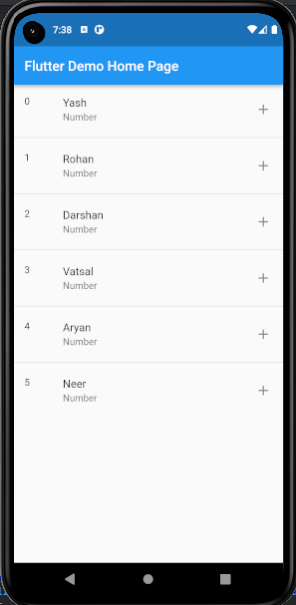 7:38
Flutter Demo Home Page
0
Yash
Number
1
Rohan
Number
2
Darshan
Number
3
Vatsal
Number
4
Aryan
Number
5
Neer
Number